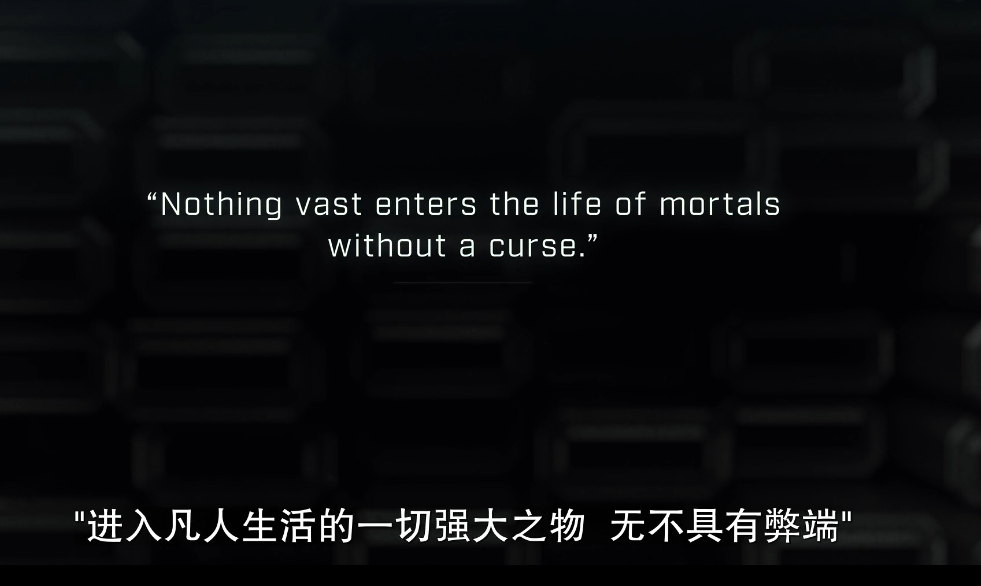 “Nothing vast enters the life of mortals
without a curse.”
"进入凡人生活的一切强大之物 无不具有弊端"